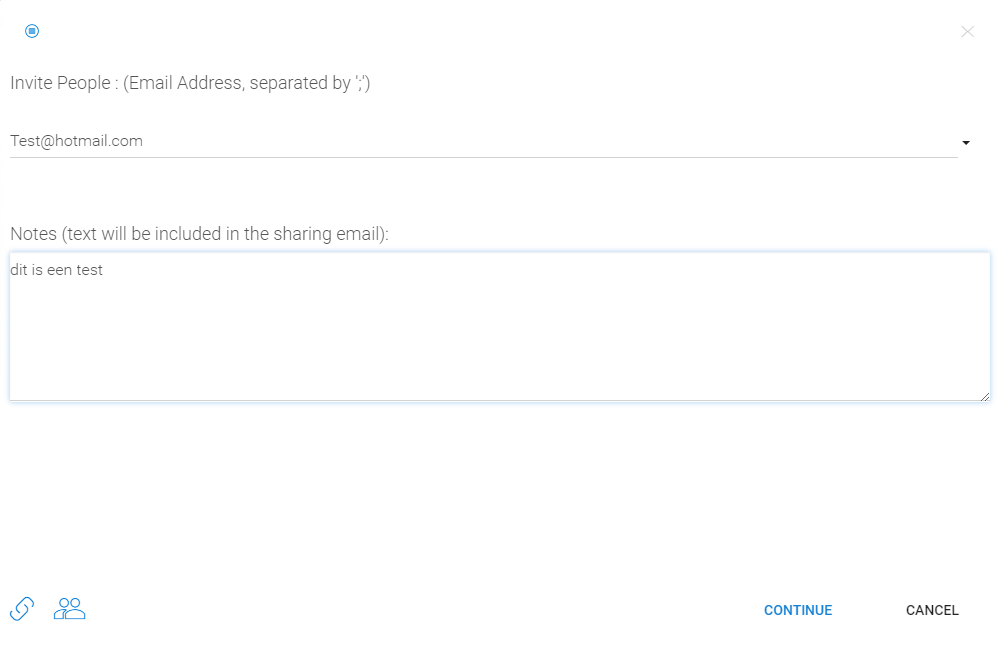 Invite People : (Email Address, separated by ';')
Test@hotmail.com
Notes (text will be included in the sharing email):
dit is een test
CONTINUE CANCEL